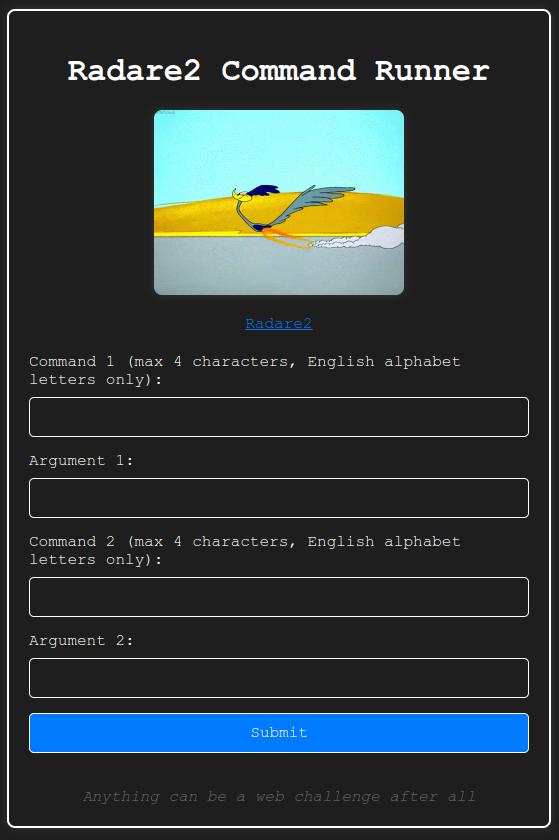 Radare2 Command Runner
Radare2
Command 1 (max 4 characters, English alphabet
letters only):
Argument 1:
Command 2 (max 4 characters, English alphabet
letters only):
Argument 2:
Submit
Anything can be a web challenge after all